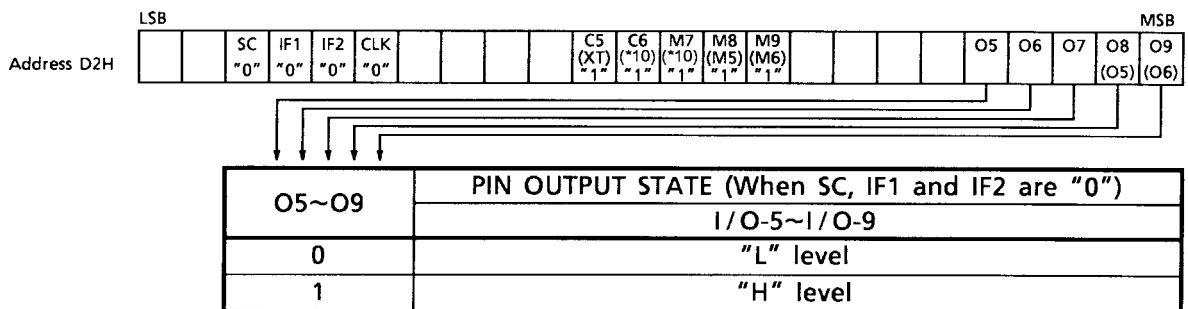 LSB MSB
Address D2H
SC IF1 IF2 CLK C5 C6 M7 M8 M9 O5 O6 O7 O8 O9
"0" "0" "0" "0" (XT) (*10) (*10) (M5) (M6) (O5) (O6)
"1" "1" "1" "1" "1"
O5~O9 PIN OUTPUT STATE (When SC, IF1 and IF2 are "0")
I/O-5~I/O-9
0 "L" level
1 "H" level